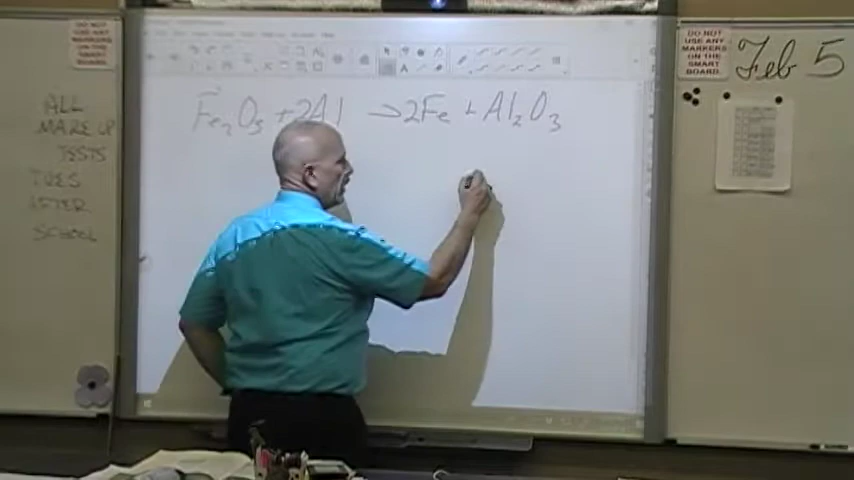 DO NOT
USE ANY
MARKERS
ON THE
SMART
BOARD
ALL
MAKE UP
TESTS
TUES
AFTER
SCHOOL
Fe₂O₃ + 2Al → 2Fe + Al₂O₃
DO NOT
USE ANY
MARKERS
ON THE
SMART
BOARD
Feb 5